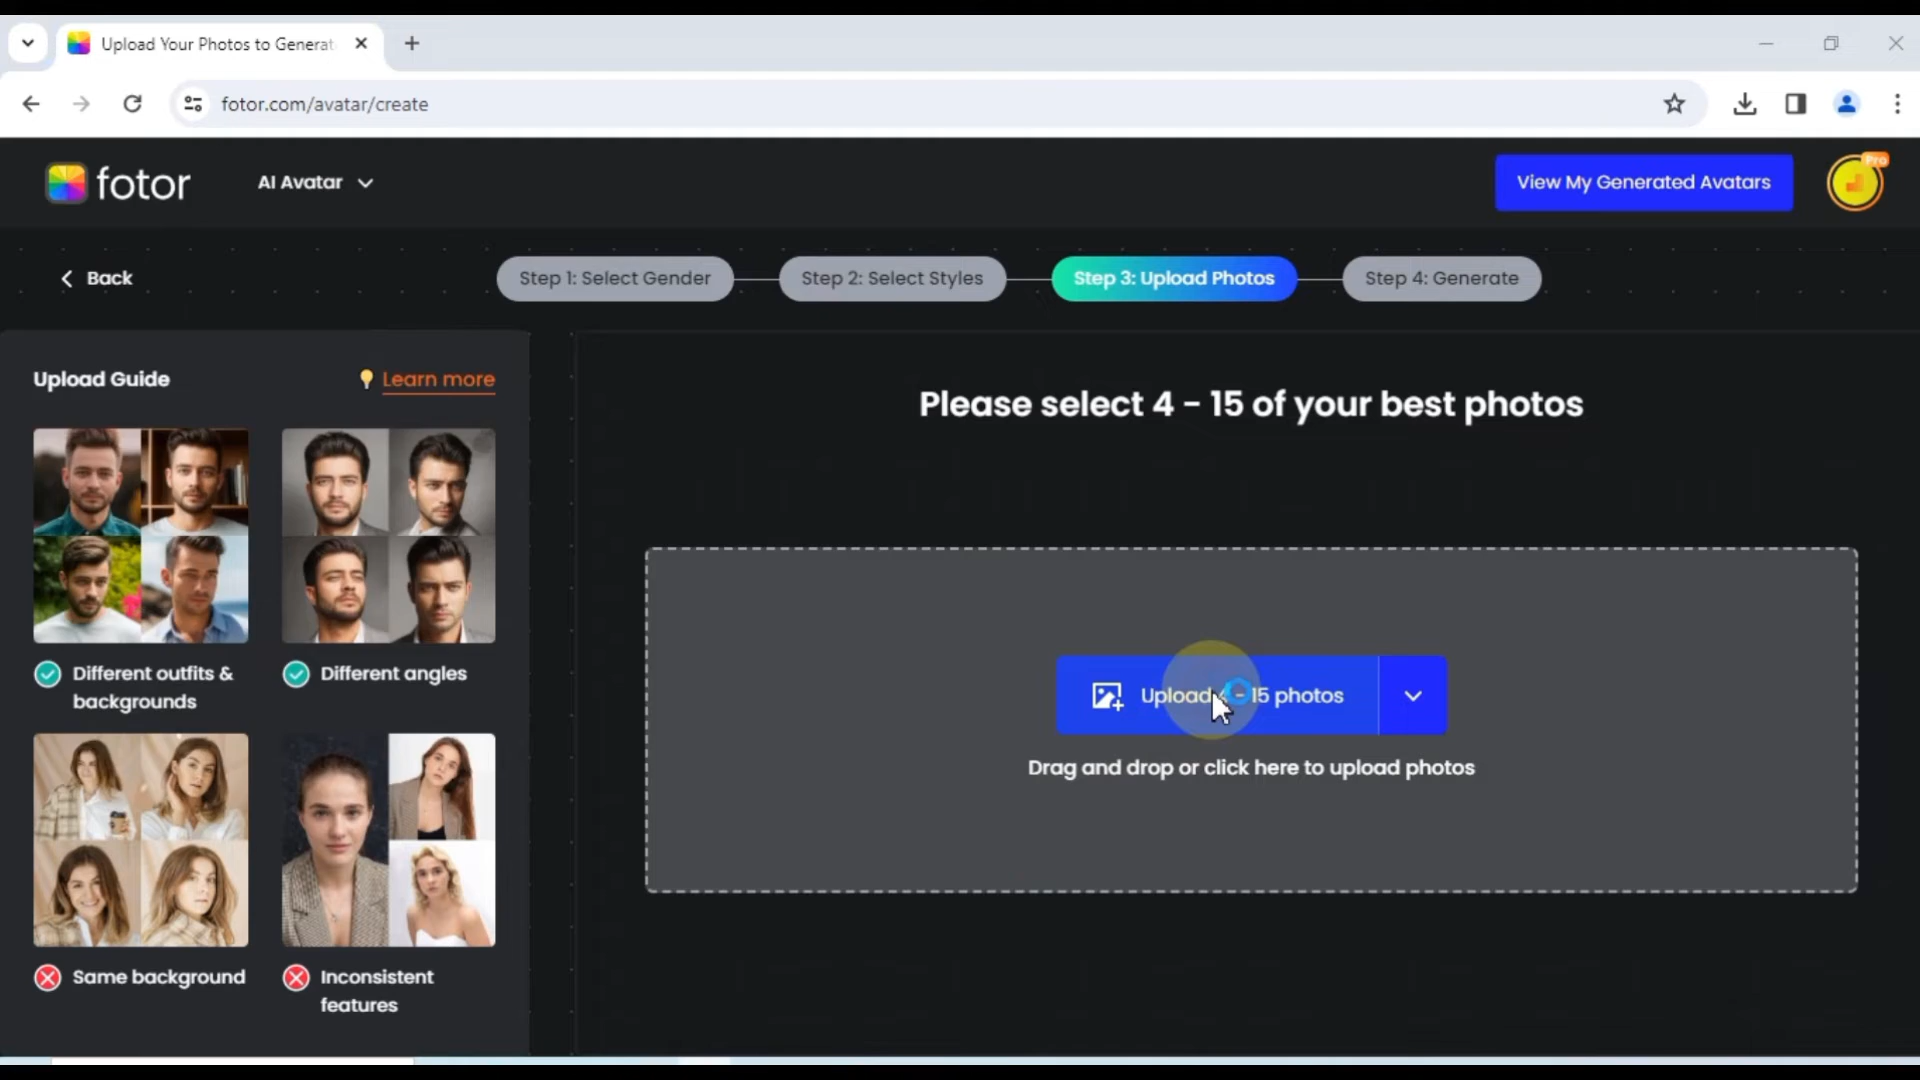 Upload Your Photos to Generat
fotor.com/avatar/create
fotor
AI Avatar
View My Generated Avatars
Pro
Back
Step 1: Select Gender
Step 2: Select Styles
Step 3: Upload Photos
Step 4: Generate
Upload Guide
Learn more
Different outfits &
backgrounds
Different angles
Same background
Inconsistent
features
Please select 4 - 15 of your best photos
Upload 4 - 15 photos
Drag and drop or click here to upload photos